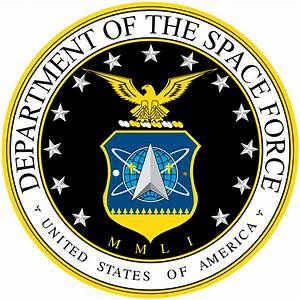 DEPARTMENT OF THE SPACE FORCE
MMLI
UNITED STATES OF AMERICA